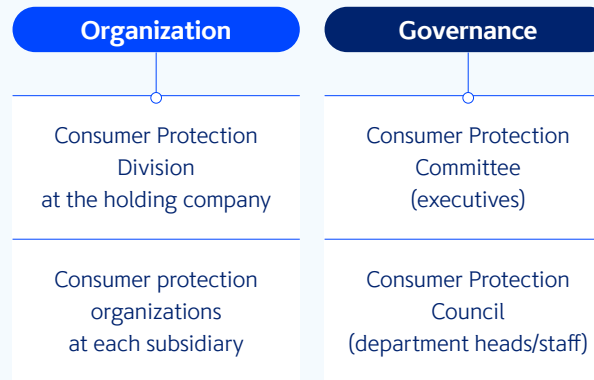 Organization
Consumer Protection
Division
at the holding company
Consumer protection
organizations
at each subsidiary
Governance
Consumer Protection
Committee
(executives)
Consumer Protection
Council
(department heads/staff)